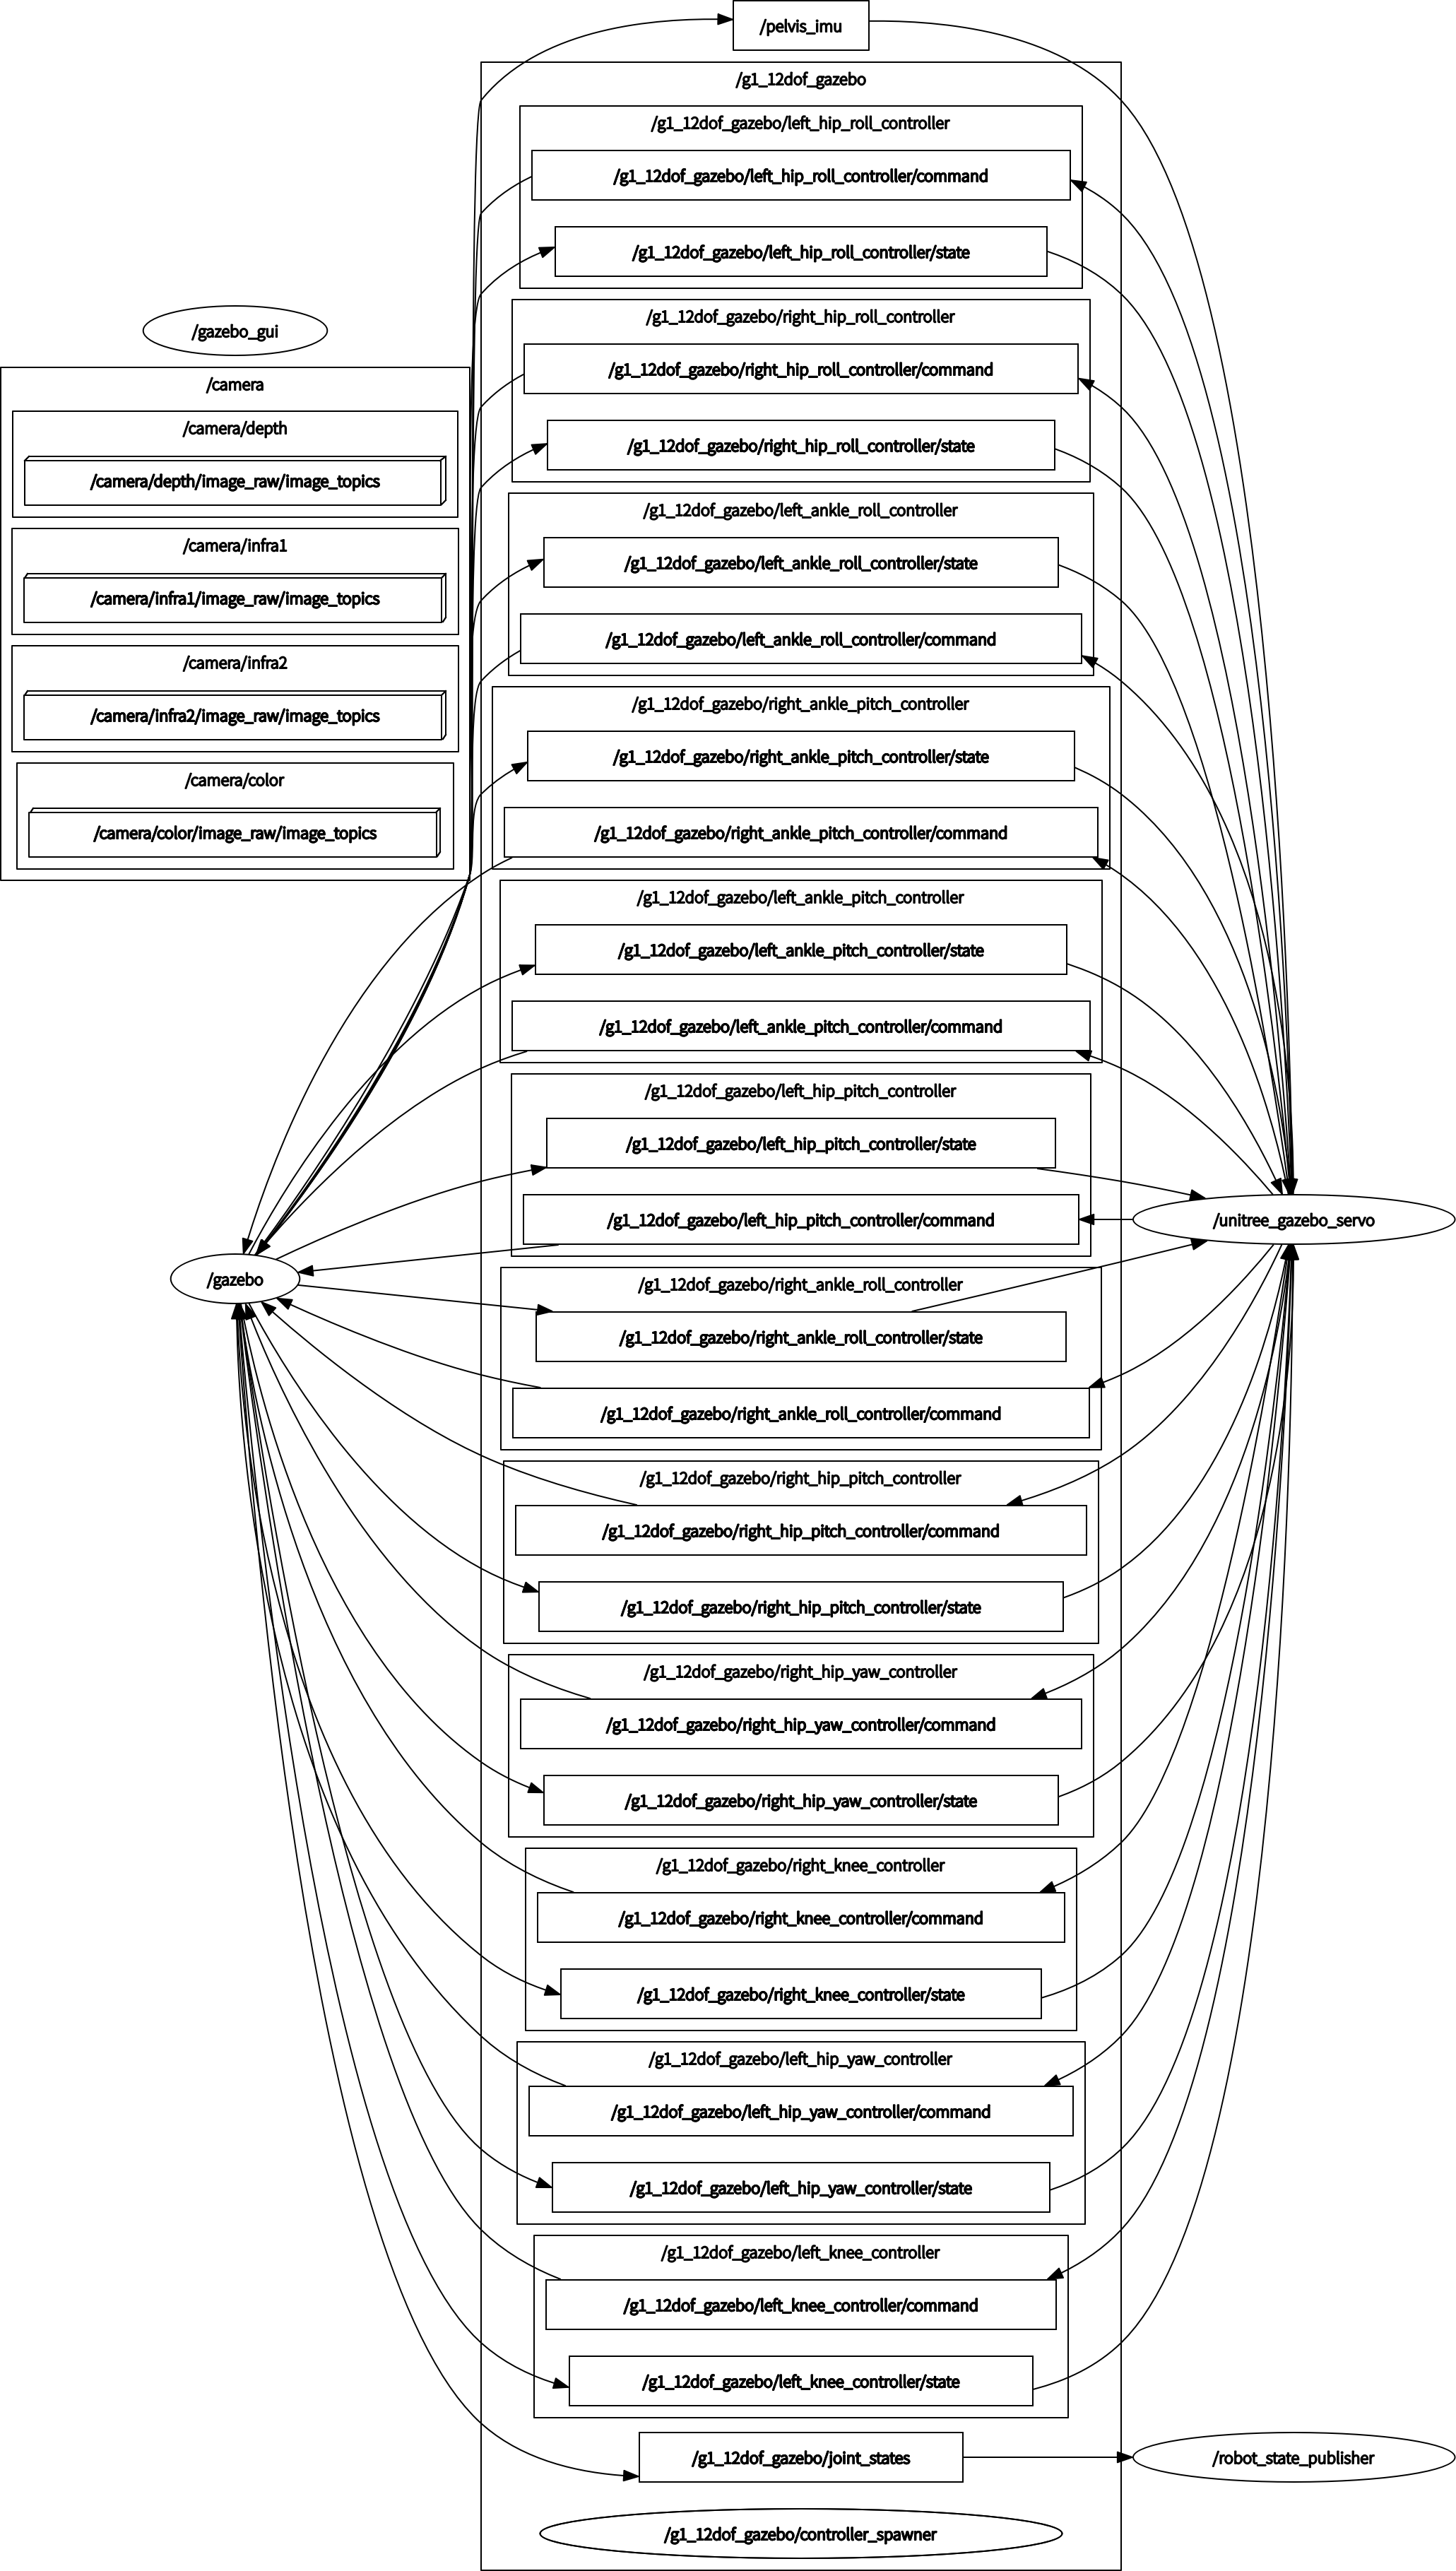 /pelvis_imu
/g1_12dof_gazebo
/g1_12dof_gazebo/left_hip_roll_controller
/g1_12dof_gazebo/left_hip_roll_controller/command
/g1_12dof_gazebo/left_hip_roll_controller/state
/g1_12dof_gazebo/right_hip_roll_controller
/g1_12dof_gazebo/right_hip_roll_controller/command
/g1_12dof_gazebo/right_hip_roll_controller/state
/gazebo_gui
/camera
/camera/depth
/camera/depth/image_raw/image_topics
/camera/infra1
/camera/infra1/image_raw/image_topics
/camera/infra2
/camera/infra2/image_raw/image_topics
/camera/color
/camera/color/image_raw/image_topics
/g1_12dof_gazebo/left_ankle_roll_controller
/g1_12dof_gazebo/left_ankle_roll_controller/state
/g1_12dof_gazebo/left_ankle_roll_controller/command
/g1_12dof_gazebo/right_ankle_pitch_controller
/g1_12dof_gazebo/right_ankle_pitch_controller/state
/g1_12dof_gazebo/right_ankle_pitch_controller/command
/g1_12dof_gazebo/left_ankle_pitch_controller
/g1_12dof_gazebo/left_ankle_pitch_controller/state
/g1_12dof_gazebo/left_ankle_pitch_controller/command
/g1_12dof_gazebo/left_hip_pitch_controller
/g1_12dof_gazebo/left_hip_pitch_controller/state
/g1_12dof_gazebo/left_hip_pitch_controller/command
/unitree_gazebo_servo
/gazebo
/g1_12dof_gazebo/right_ankle_roll_controller
/g1_12dof_gazebo/right_ankle_roll_controller/state
/g1_12dof_gazebo/right_ankle_roll_controller/command
/g1_12dof_gazebo/right_hip_pitch_controller
/g1_12dof_gazebo/right_hip_pitch_controller/command
/g1_12dof_gazebo/right_hip_pitch_controller/state
/g1_12dof_gazebo/right_hip_yaw_controller
/g1_12dof_gazebo/right_hip_yaw_controller/command
/g1_12dof_gazebo/right_hip_yaw_controller/state
/g1_12dof_gazebo/right_knee_controller
/g1_12dof_gazebo/right_knee_controller/command
/g1_12dof_gazebo/right_knee_controller/state
/g1_12dof_gazebo/left_hip_yaw_controller
/g1_12dof_gazebo/left_hip_yaw_controller/command
/g1_12dof_gazebo/left_hip_yaw_controller/state
/g1_12dof_gazebo/left_knee_controller
/g1_12dof_gazebo/left_knee_controller/command
/g1_12dof_gazebo/left_knee_controller/state
/g1_12dof_gazebo/joint_states
/robot_state_publisher
/g1_12dof_gazebo/controller_spawner